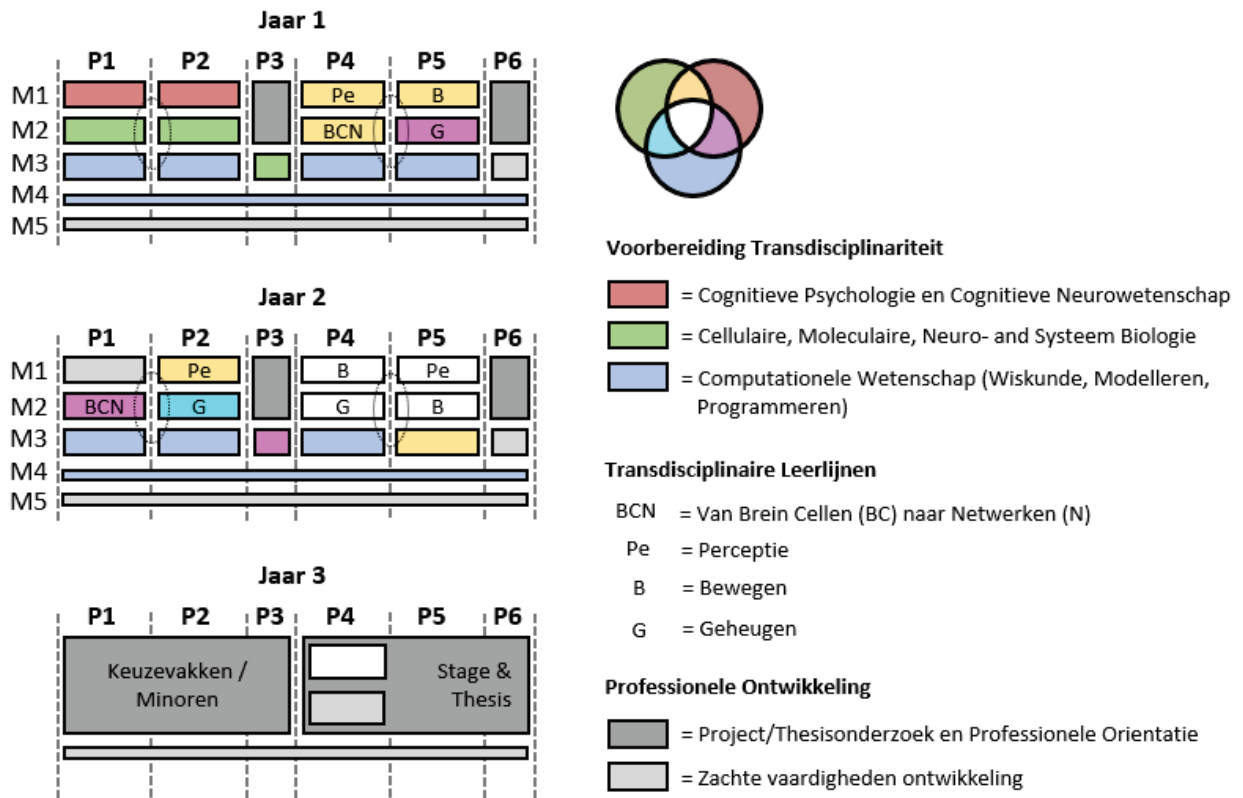 Jaar 1
P1 P2 P3 P4 P5 P6
M1 Pe B
M2 BCN G
M3
M4
M5
Jaar 2
P1 P2 P3 P4 P5 P6
M1 Pe B Pe
M2 BCN G G B
M3
M4
M5
Jaar 3
P1 P2 P3 P4 P5 P6
Keuzevakken /
Minoren
Stage &
Thesis
Voorbereiding Transdisciplinariteit
= Cognitieve Psychologie en Cognitieve Neurowetenschap
= Cellulaire, Moleculaire, Neuro- and Systeem Biologie
= Computationele Wetenschap (Wiskunde, Modelleren,
Programmeren)
Transdisciplinaire Leerlijnen
BCN = Van Brein Cellen (BC) naar Netwerken (N)
Pe = Perceptie
B = Bewegen
G = Geheugen
Professionele Ontwikkeling
= Project/Thesisonderzoek en Professionele Orientatie
= Zachte vaardigheden ontwikkeling